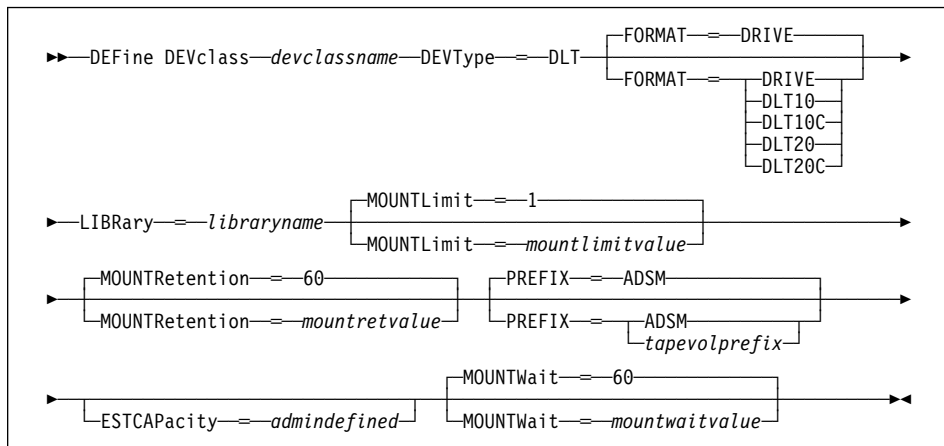 FORMAT = DRIVE
DEFine DEVclass devclassname DEVType = DLT
FORMAT = DRIVE
DLT10
DLT10C
DLT20
DLT20C
MOUNTLimit = 1
LIBRary = libraryname
MOUNTLimit = mountlimitvalue
MOUNTRetention = 60 PREFIX = ADSM
MOUNTRetention = mountretvalue PREFIX = ADSM
tapevolprefix
MOUNTWait = 60
ESTCAPacity = admindefined MOUNTWait = mountwaitvalue